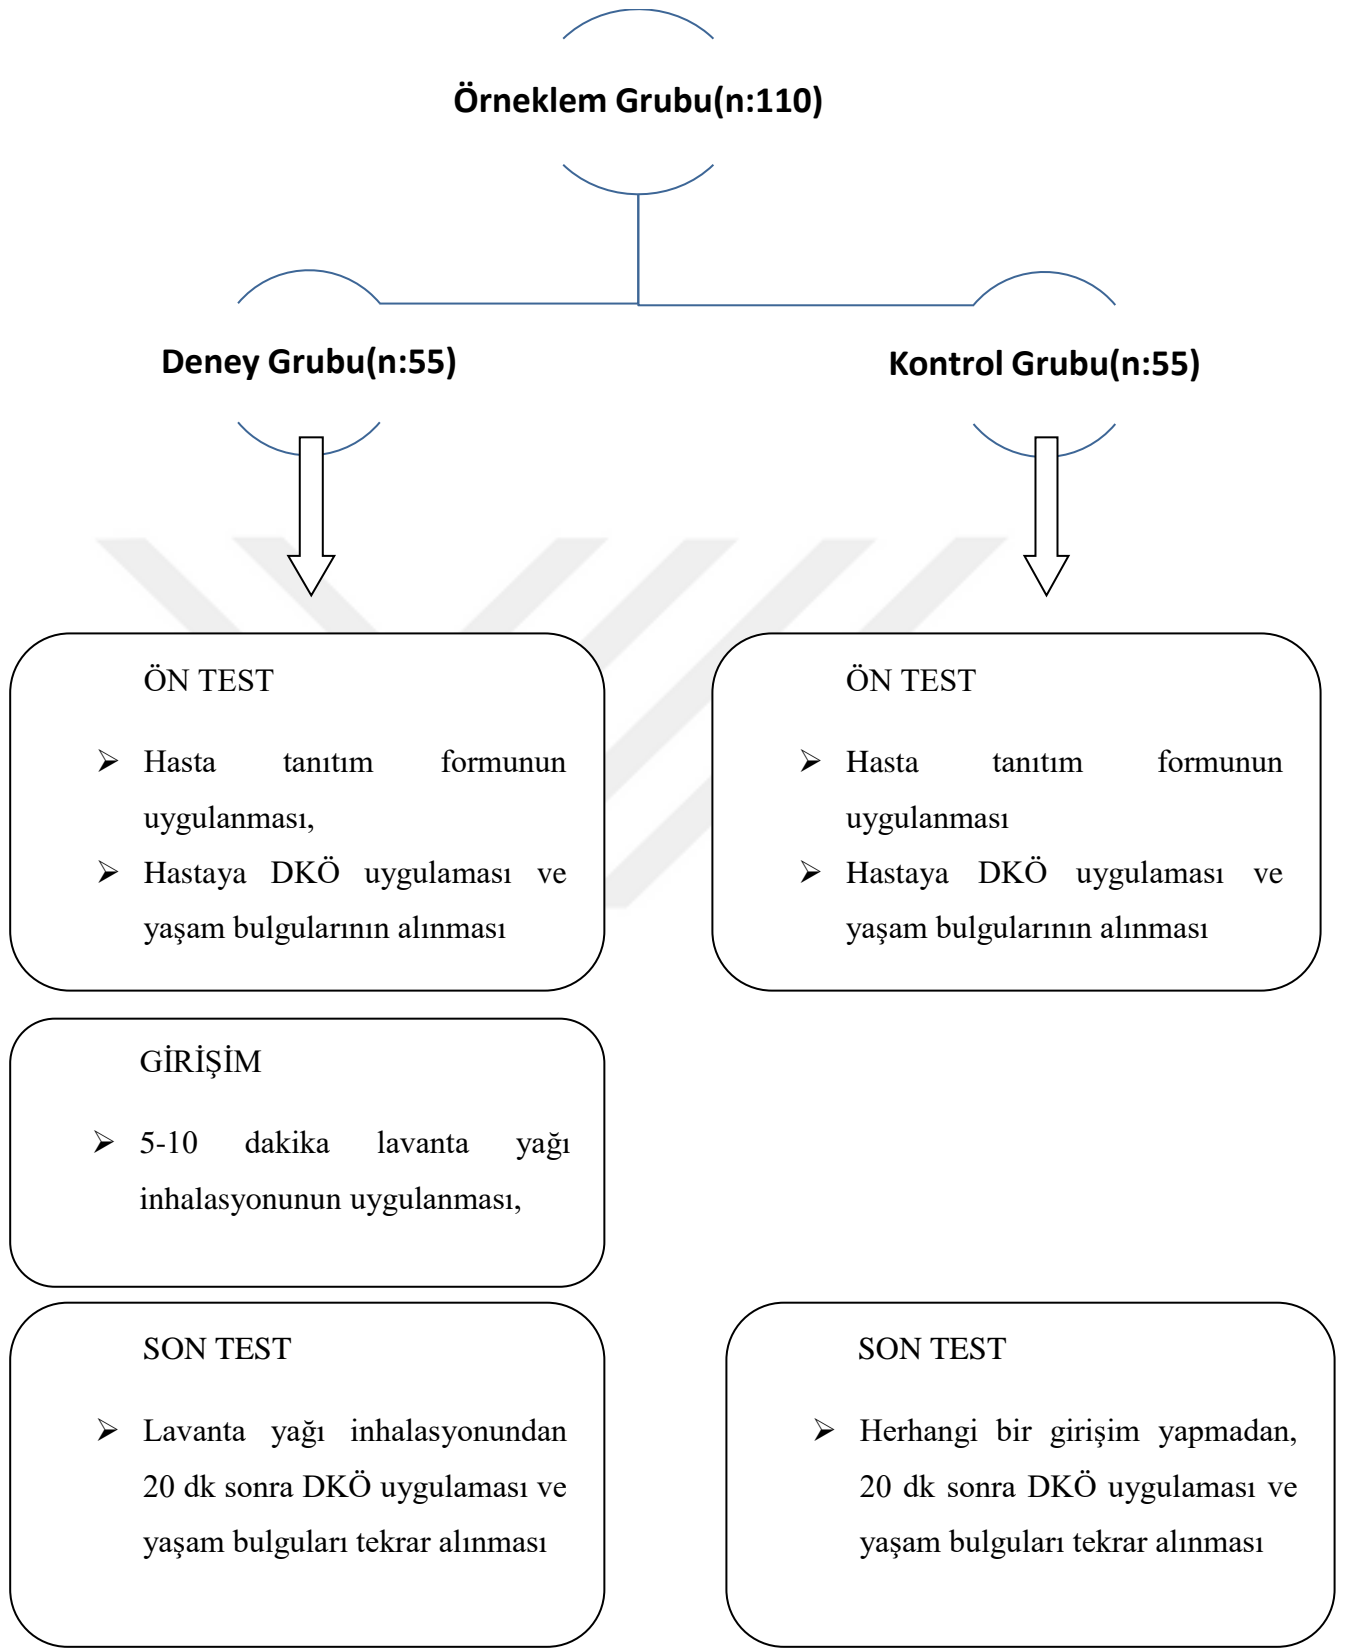 Örneklem Grubu(n:110)
Deney Grubu(n:55)
Kontrol Grubu(n:55)
ÖN TEST
➢ Hasta tanıtım formunun
uygulanması,
➢ Hastaya DKÖ uygulaması ve
yaşam bulgularının alınması
ÖN TEST
➢ Hasta tanıtım formunun
uygulanması
➢ Hastaya DKÖ uygulaması ve
yaşam bulgularının alınması
GİRİŞİM
➢ 5-10 dakika lavanta yağı
inhalasyonunun uygulanması,
SON TEST
➢ Lavanta yağı inhalasyonundan
20 dk sonra DKÖ uygulaması ve
yaşam bulguları tekrar alınması
SON TEST
➢ Herhangi bir girişim yapmadan,
20 dk sonra DKÖ uygulaması ve
yaşam bulguları tekrar alınması